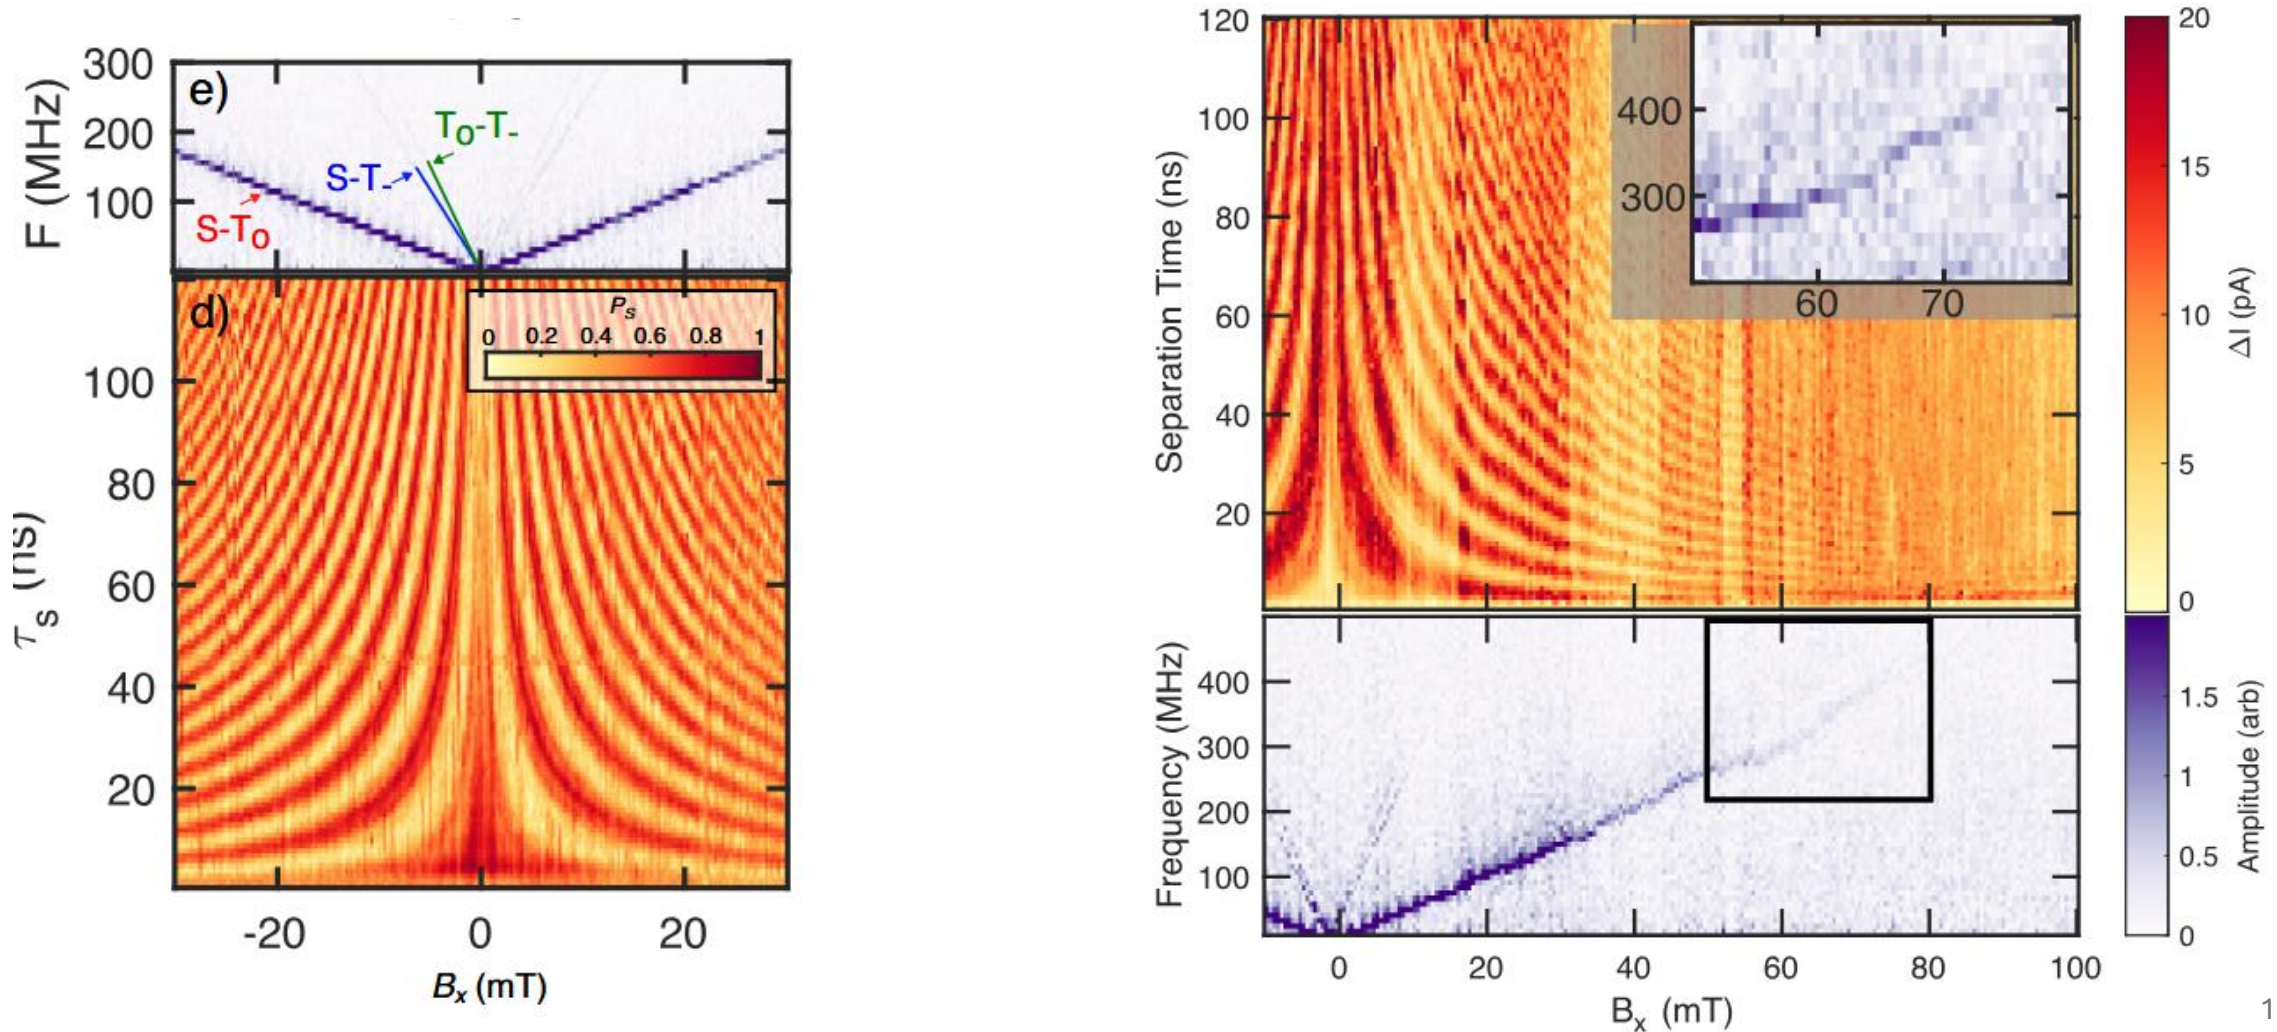 e)
300
200
100
F (MHz)
T0-T-
S-T-
S-T0
d)
Ps
0 0.2 0.4 0.6 0.8 1
100
80
60
40
20
τs (ns)
-20 0 20
Bx (mT)
120
100
80
60
40
20
Separation Time (ns)
400
300
60 70
20
15
10
5
0
ΔI (pA)
400
300
200
100
Frequency (MHz)
0 20 40 60 80 100
Bx (mT)
1.5
1
0.5
0
Amplitude (arb)
1